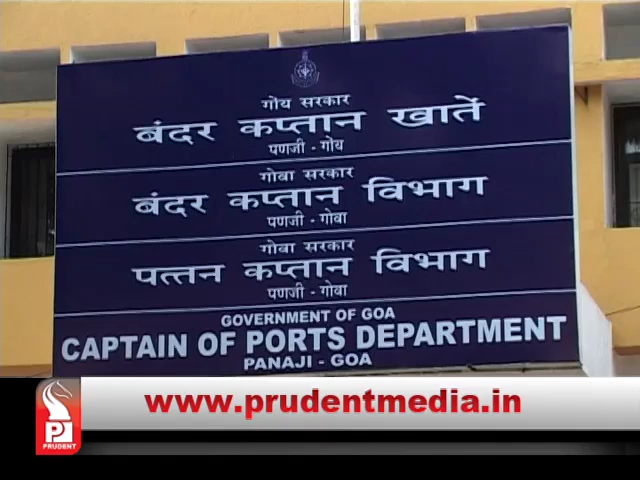 गोंय सरकार
बंदर कप्तान खातें
पणजी - गोंय
गोवा सरकार
बंदर कप्तान विभाग
पणजी - गोवा
गोवा सरकार
पत्तन कप्तान विभाग
पणजी - गोवा
GOVERNMENT OF GOA
CAPTAIN OF PORTS DEPARTMENT
PANAJI - GOA
www.prudentmedia.in
P
PRUDENT